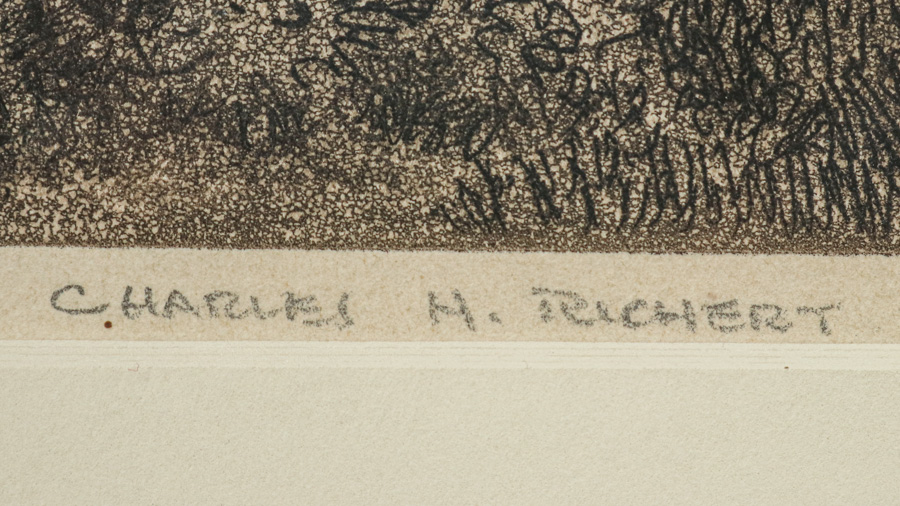 CHARLES H. RICHERT